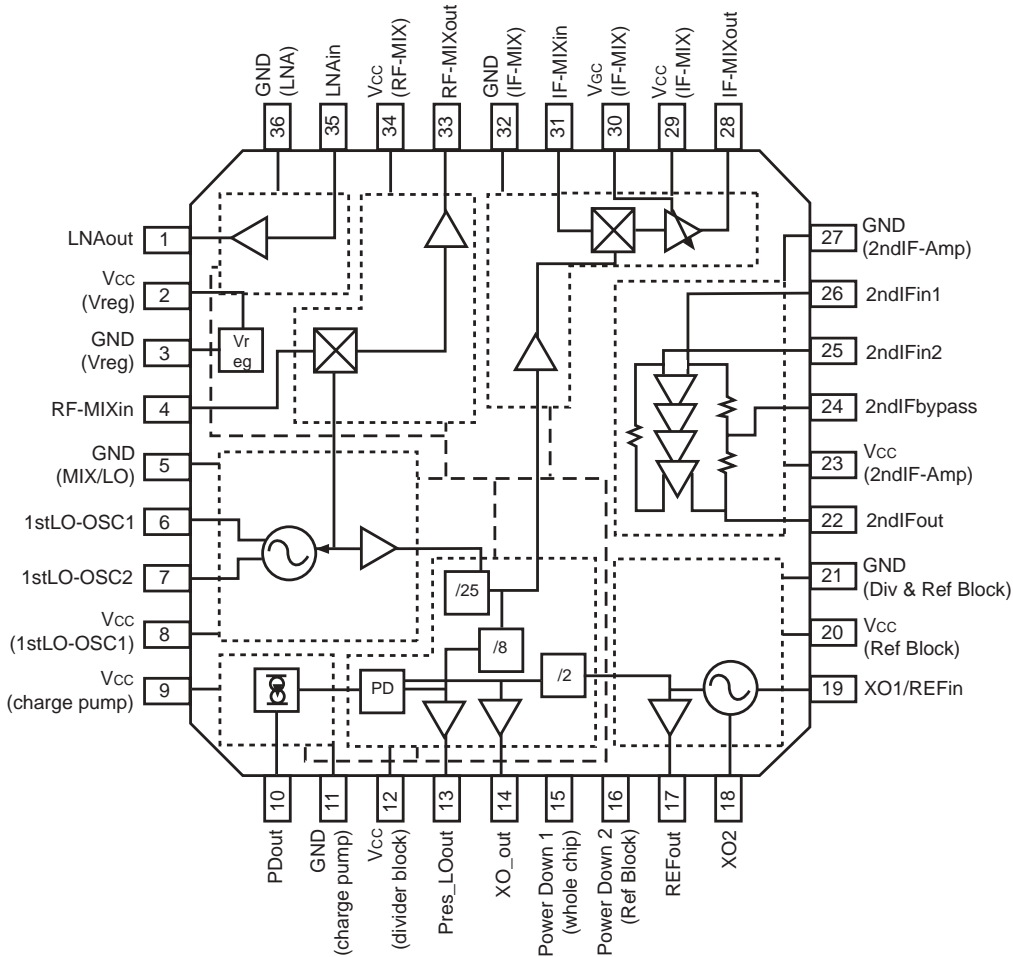 GND
(LNA)
LNAin
VCC
(RF-MIX)
RF-MIXout
GND
(IF-MIX)
IF-MIXin
VGC
(IF-MIX)
VCC
(IF-MIX)
IF-MIXout
36
35
34
33
32
31
30
29
28
LNAout
1
VCC
(Vreg)
2
GND
(Vreg)
3
RF-MIXin
4
GND
(MIX/LO)
5
1stLO-OSC1
6
1stLO-OSC2
7
VCC
(1stLO-OSC1)
8
VCC
(charge pump)
9
Vr
eg
/25
/8
/2
PD
27
GND
(2ndIF-Amp)
26
2ndIFin1
25
2ndIFin2
24
2ndIFbypass
23
VCC
(2ndIF-Amp)
22
2ndIFout
21
GND
(Div & Ref Block)
20
VCC
(Ref Block)
19
XO1/REFin
10
11
12
13
14
15
16
17
18
PDout
GND
(charge pump)
VCC
(divider block)
Pres_LOout
XO_out
Power Down 1
(whole chip)
Power Down 2
(Ref Block)
REFout
XO2